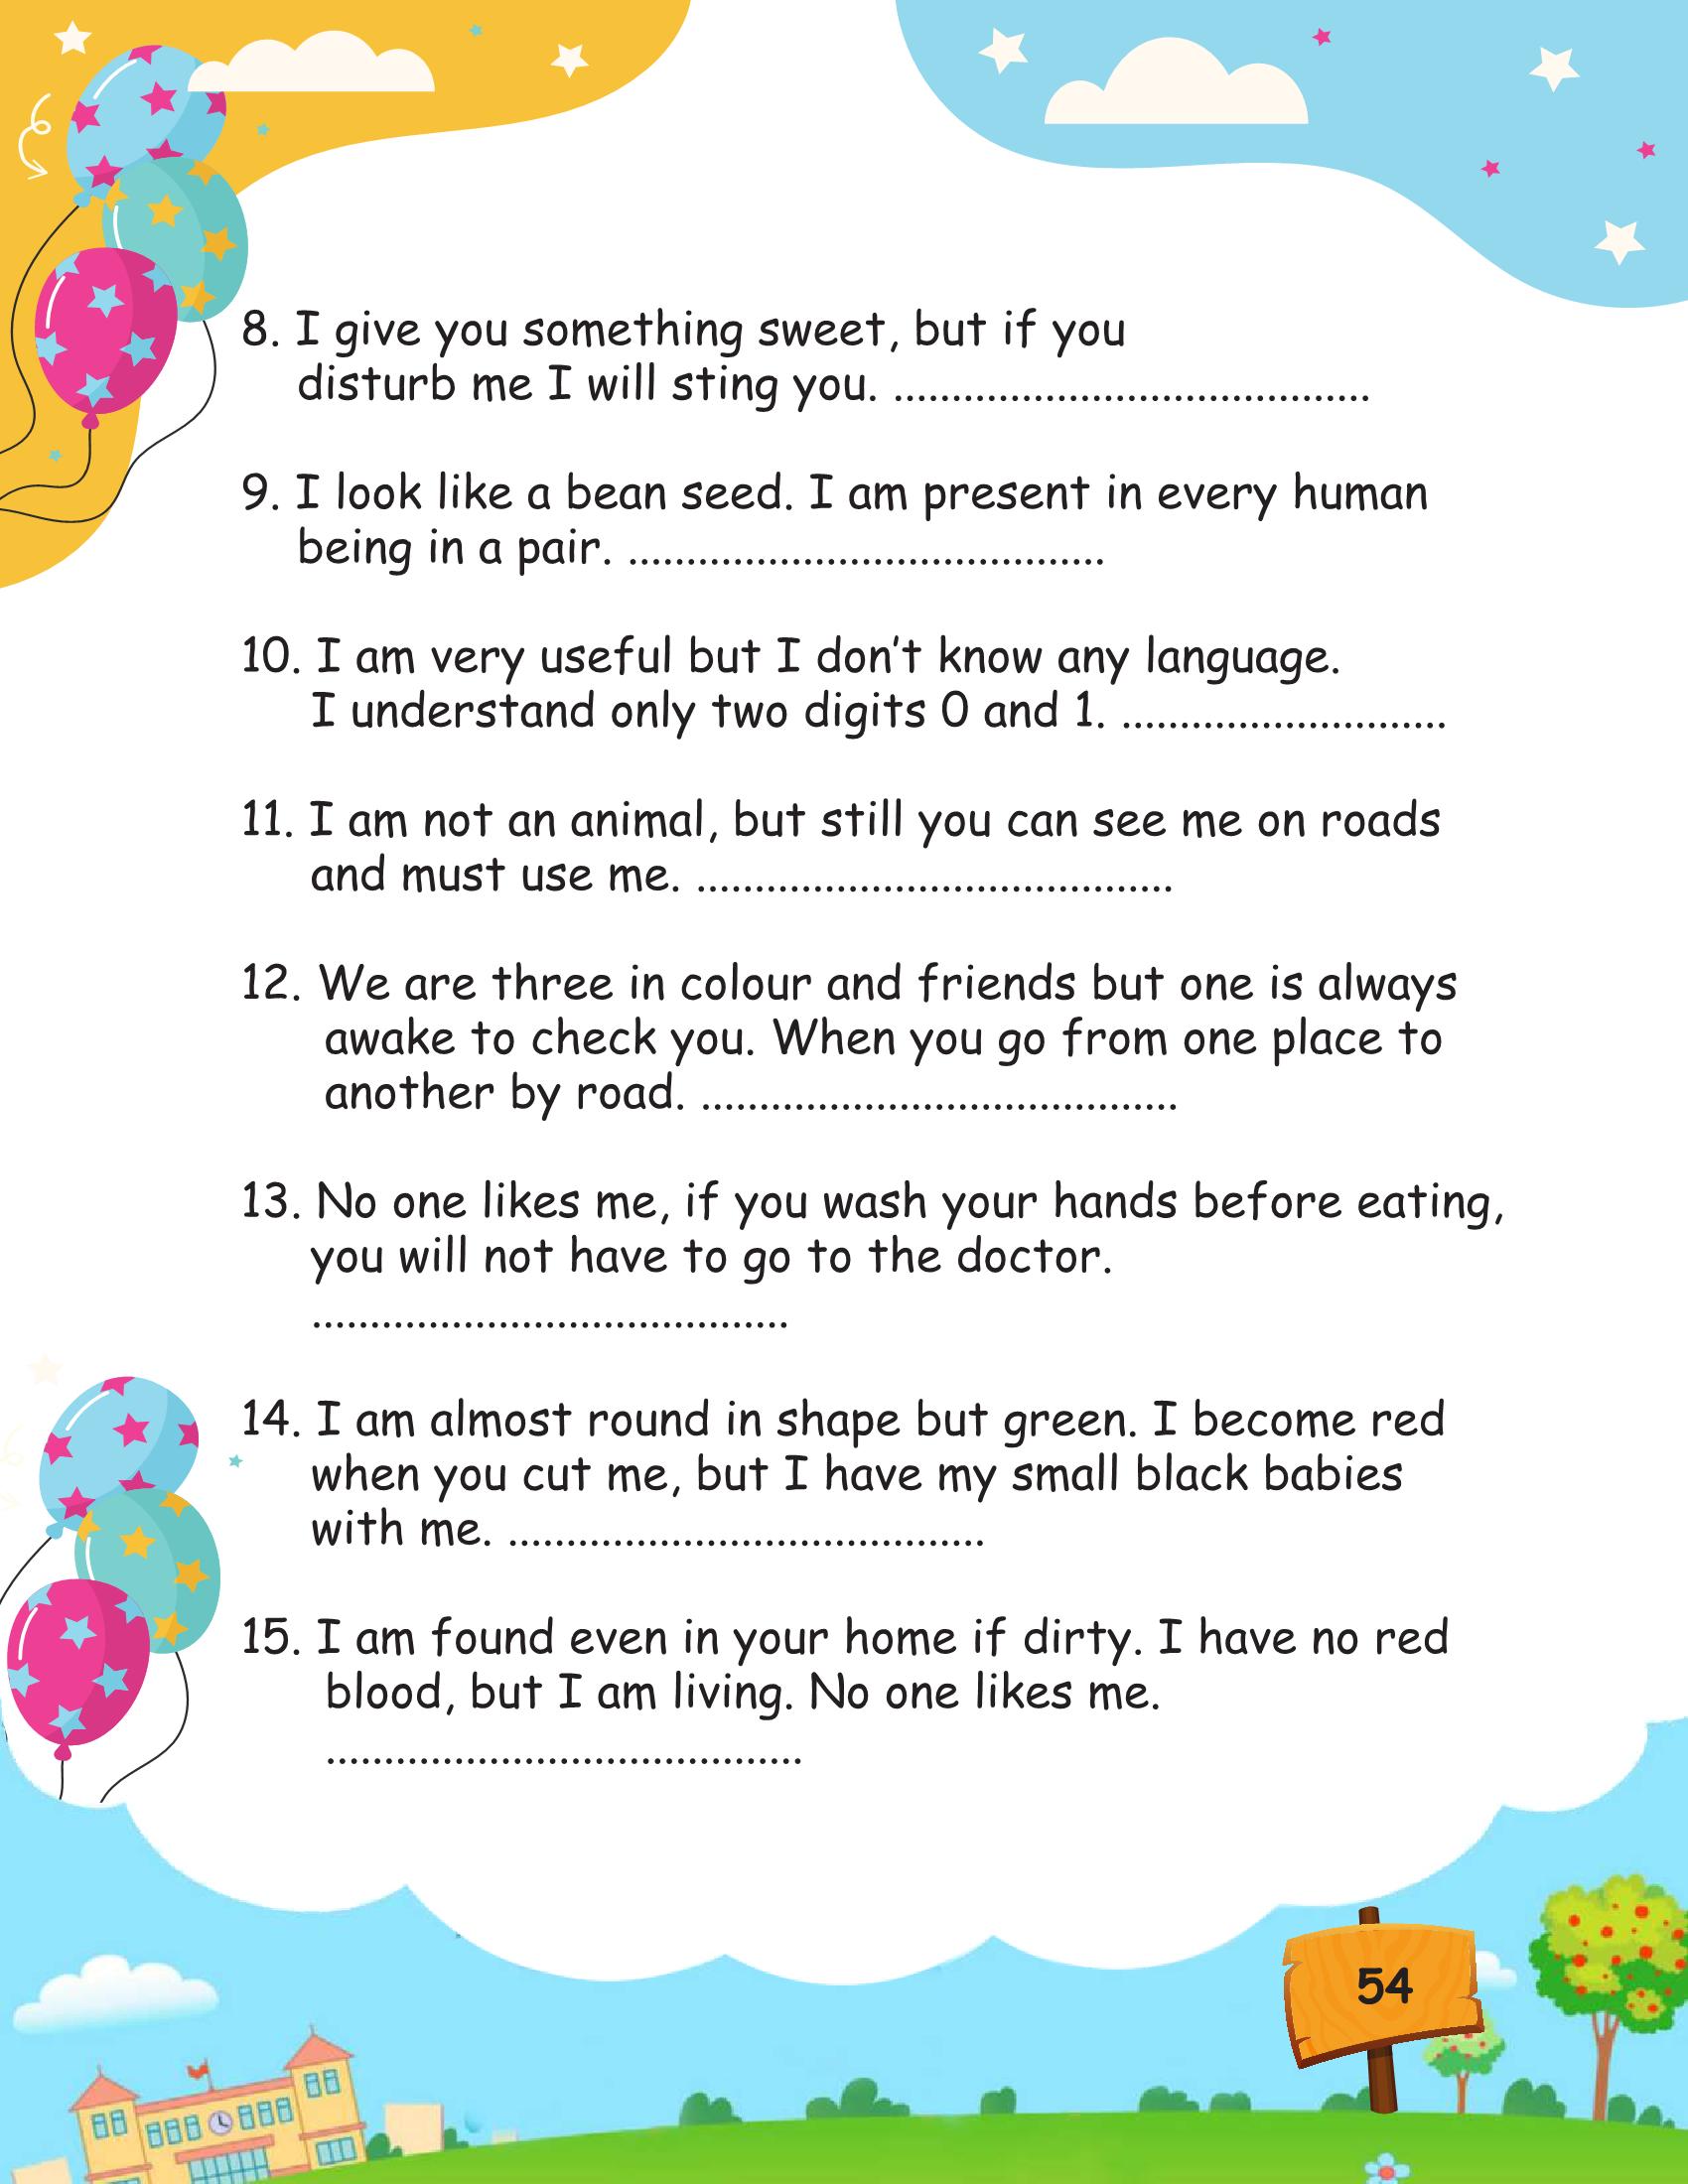 8. I give you something sweet, but if you
disturb me I will sting you. .........................................
9. I look like a bean seed. I am present in every human
being in a pair. .........................................
10. I am very useful but I don't know any language.
I understand only two digits 0 and 1. ............................
11. I am not an animal, but still you can see me on roads
and must use me. .........................................
12. We are three in colour and friends but one is always
awake to check you. When you go from one place to
another by road. .........................................
13. No one likes me, if you wash your hands before eating,
you will not have to go to the doctor.
.........................................
14. I am almost round in shape but green. I become red
when you cut me, but I have my small black babies
with me. .........................................
15. I am found even in your home if dirty. I have no red
blood, but I am living. No one likes me.
.........................................
54